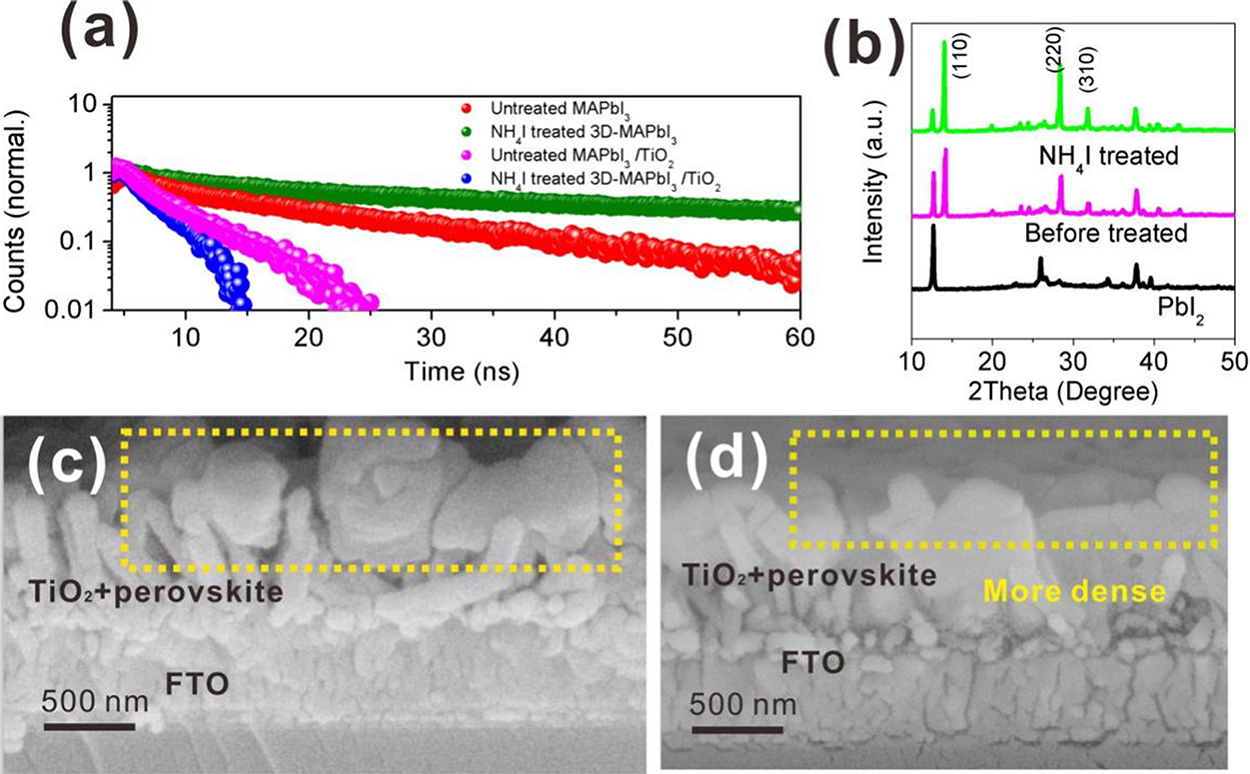 (a)
10
1
0.1
0.01
Counts (normal.)
Untreated MAPbI₃
NH₄I treated 3D-MAPbI₃
Untreated MAPbI₃ /TiO₂
NH₄I treated 3D-MAPbI₃ /TiO₂
10 20 30 40 50 60
Time (ns)
(b)
Intensity (a.u.)
(110)
(220)
(310)
NH₄I treated
Before treated
PbI₂
10 20 30 40 50
2Theta (Degree)
(c)
TiO₂+perovskite
FTO
500 nm
(d)
TiO₂+perovskite
More dense
FTO
500 nm